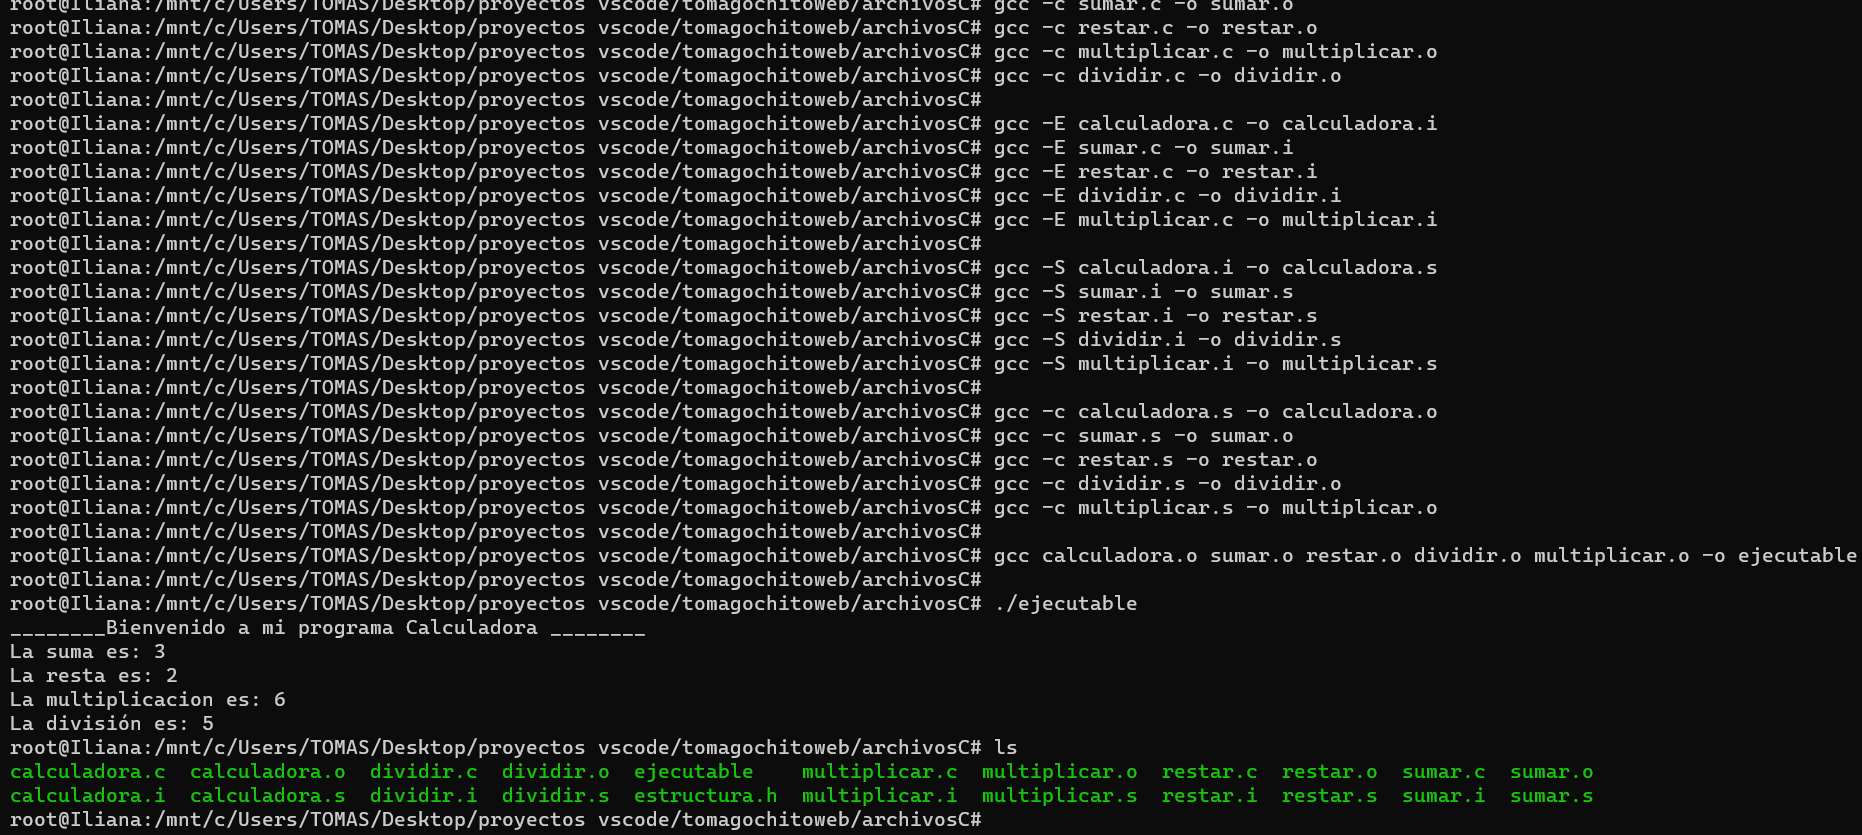 root@Iliana:/mnt/c/Users/TOMAS/Desktop/proyectos vscode/tomagochitoweb/archivosC# gcc -c sumar.c -o sumar.o
root@Iliana:/mnt/c/Users/TOMAS/Desktop/proyectos vscode/tomagochitoweb/archivosC# gcc -c restar.c -o restar.o
root@Iliana:/mnt/c/Users/TOMAS/Desktop/proyectos vscode/tomagochitoweb/archivosC# gcc -c multiplicar.c -o multiplicar.o
root@Iliana:/mnt/c/Users/TOMAS/Desktop/proyectos vscode/tomagochitoweb/archivosC# gcc -c dividir.c -o dividir.o
root@Iliana:/mnt/c/Users/TOMAS/Desktop/proyectos vscode/tomagochitoweb/archivosC#
root@Iliana:/mnt/c/Users/TOMAS/Desktop/proyectos vscode/tomagochitoweb/archivosC# gcc -E calculadora.c -o calculadora.i
root@Iliana:/mnt/c/Users/TOMAS/Desktop/proyectos vscode/tomagochitoweb/archivosC# gcc -E sumar.c -o sumar.i
root@Iliana:/mnt/c/Users/TOMAS/Desktop/proyectos vscode/tomagochitoweb/archivosC# gcc -E restar.c -o restar.i
root@Iliana:/mnt/c/Users/TOMAS/Desktop/proyectos vscode/tomagochitoweb/archivosC# gcc -E dividir.c -o dividir.i
root@Iliana:/mnt/c/Users/TOMAS/Desktop/proyectos vscode/tomagochitoweb/archivosC# gcc -E multiplicar.c -o multiplicar.i
root@Iliana:/mnt/c/Users/TOMAS/Desktop/proyectos vscode/tomagochitoweb/archivosC#
root@Iliana:/mnt/c/Users/TOMAS/Desktop/proyectos vscode/tomagochitoweb/archivosC# gcc -S calculadora.i -o calculadora.s
root@Iliana:/mnt/c/Users/TOMAS/Desktop/proyectos vscode/tomagochitoweb/archivosC# gcc -S sumar.i -o sumar.s
root@Iliana:/mnt/c/Users/TOMAS/Desktop/proyectos vscode/tomagochitoweb/archivosC# gcc -S restar.i -o restar.s
root@Iliana:/mnt/c/Users/TOMAS/Desktop/proyectos vscode/tomagochitoweb/archivosC# gcc -S dividir.i -o dividir.s
root@Iliana:/mnt/c/Users/TOMAS/Desktop/proyectos vscode/tomagochitoweb/archivosC# gcc -S multiplicar.i -o multiplicar.s
root@Iliana:/mnt/c/Users/TOMAS/Desktop/proyectos vscode/tomagochitoweb/archivosC#
root@Iliana:/mnt/c/Users/TOMAS/Desktop/proyectos vscode/tomagochitoweb/archivosC# gcc -c calculadora.s -o calculadora.o
root@Iliana:/mnt/c/Users/TOMAS/Desktop/proyectos vscode/tomagochitoweb/archivosC# gcc -c sumar.s -o sumar.o
root@Iliana:/mnt/c/Users/TOMAS/Desktop/proyectos vscode/tomagochitoweb/archivosC# gcc -c restar.s -o restar.o
root@Iliana:/mnt/c/Users/TOMAS/Desktop/proyectos vscode/tomagochitoweb/archivosC# gcc -c dividir.s -o dividir.o
root@Iliana:/mnt/c/Users/TOMAS/Desktop/proyectos vscode/tomagochitoweb/archivosC# gcc -c multiplicar.s -o multiplicar.o
root@Iliana:/mnt/c/Users/TOMAS/Desktop/proyectos vscode/tomagochitoweb/archivosC#
root@Iliana:/mnt/c/Users/TOMAS/Desktop/proyectos vscode/tomagochitoweb/archivosC# gcc calculadora.o sumar.o restar.o dividir.o multiplicar.o -o ejecutable
root@Iliana:/mnt/c/Users/TOMAS/Desktop/proyectos vscode/tomagochitoweb/archivosC#
root@Iliana:/mnt/c/Users/TOMAS/Desktop/proyectos vscode/tomagochitoweb/archivosC# ./ejecutable
________Bienvenido a mi programa Calculadora ________
La suma es: 3
La resta es: 2
La multiplicacion es: 6
La división es: 5
root@Iliana:/mnt/c/Users/TOMAS/Desktop/proyectos vscode/tomagochitoweb/archivosC# ls
calculadora.c  calculadora.o  dividir.c  dividir.o  ejecutable    multiplicar.c  multiplicar.o  restar.c  restar.o  sumar.c  sumar.o
calculadora.i  calculadora.s  dividir.i  dividir.s  estructura.h  multiplicar.i  multiplicar.s  restar.i  restar.s  sumar.i  sumar.s
root@Iliana:/mnt/c/Users/TOMAS/Desktop/proyectos vscode/tomagochitoweb/archivosC#